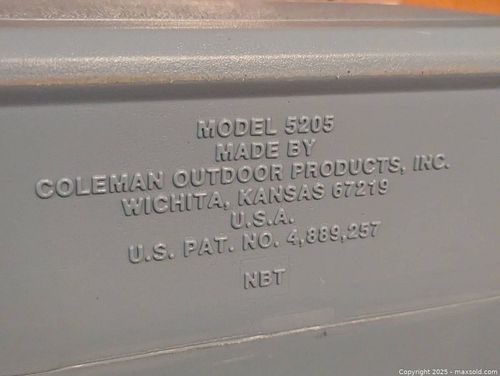 MODEL 5205
MADE BY
COLEMAN OUTDOOR PRODUCTS, INC.
WICHITA, KANSAS 67219
U.S.A.
U.S. PAT. NO. 4,889,257
NBT
Copyright 2025 - maxsold.com